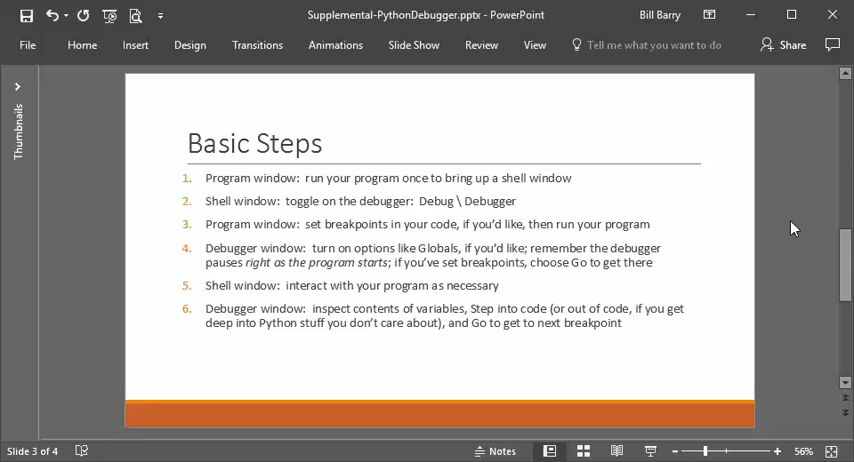 Supplemental-PythonDebugger.pptx - PowerPoint
Bill Barry
File Home Insert Design Transitions Animations Slide Show Review View Tell me what you want to do Share
Thumbnails
Basic Steps
1. Program window: run your program once to bring up a shell window
2. Shell window: toggle on the debugger: Debug \ Debugger
3. Program window: set breakpoints in your code, if you'd like, then run your program
4. Debugger window: turn on options like Globals, if you'd like; remember the debugger
pauses right as the program starts; if you've set breakpoints, choose Go to get there
5. Shell window: interact with your program as necessary
6. Debugger window: inspect contents of variables, Step into code (or out of code, if you get
deep into Python stuff you don't care about), and Go to get to next breakpoint
Slide 3 of 4
Notes
56%